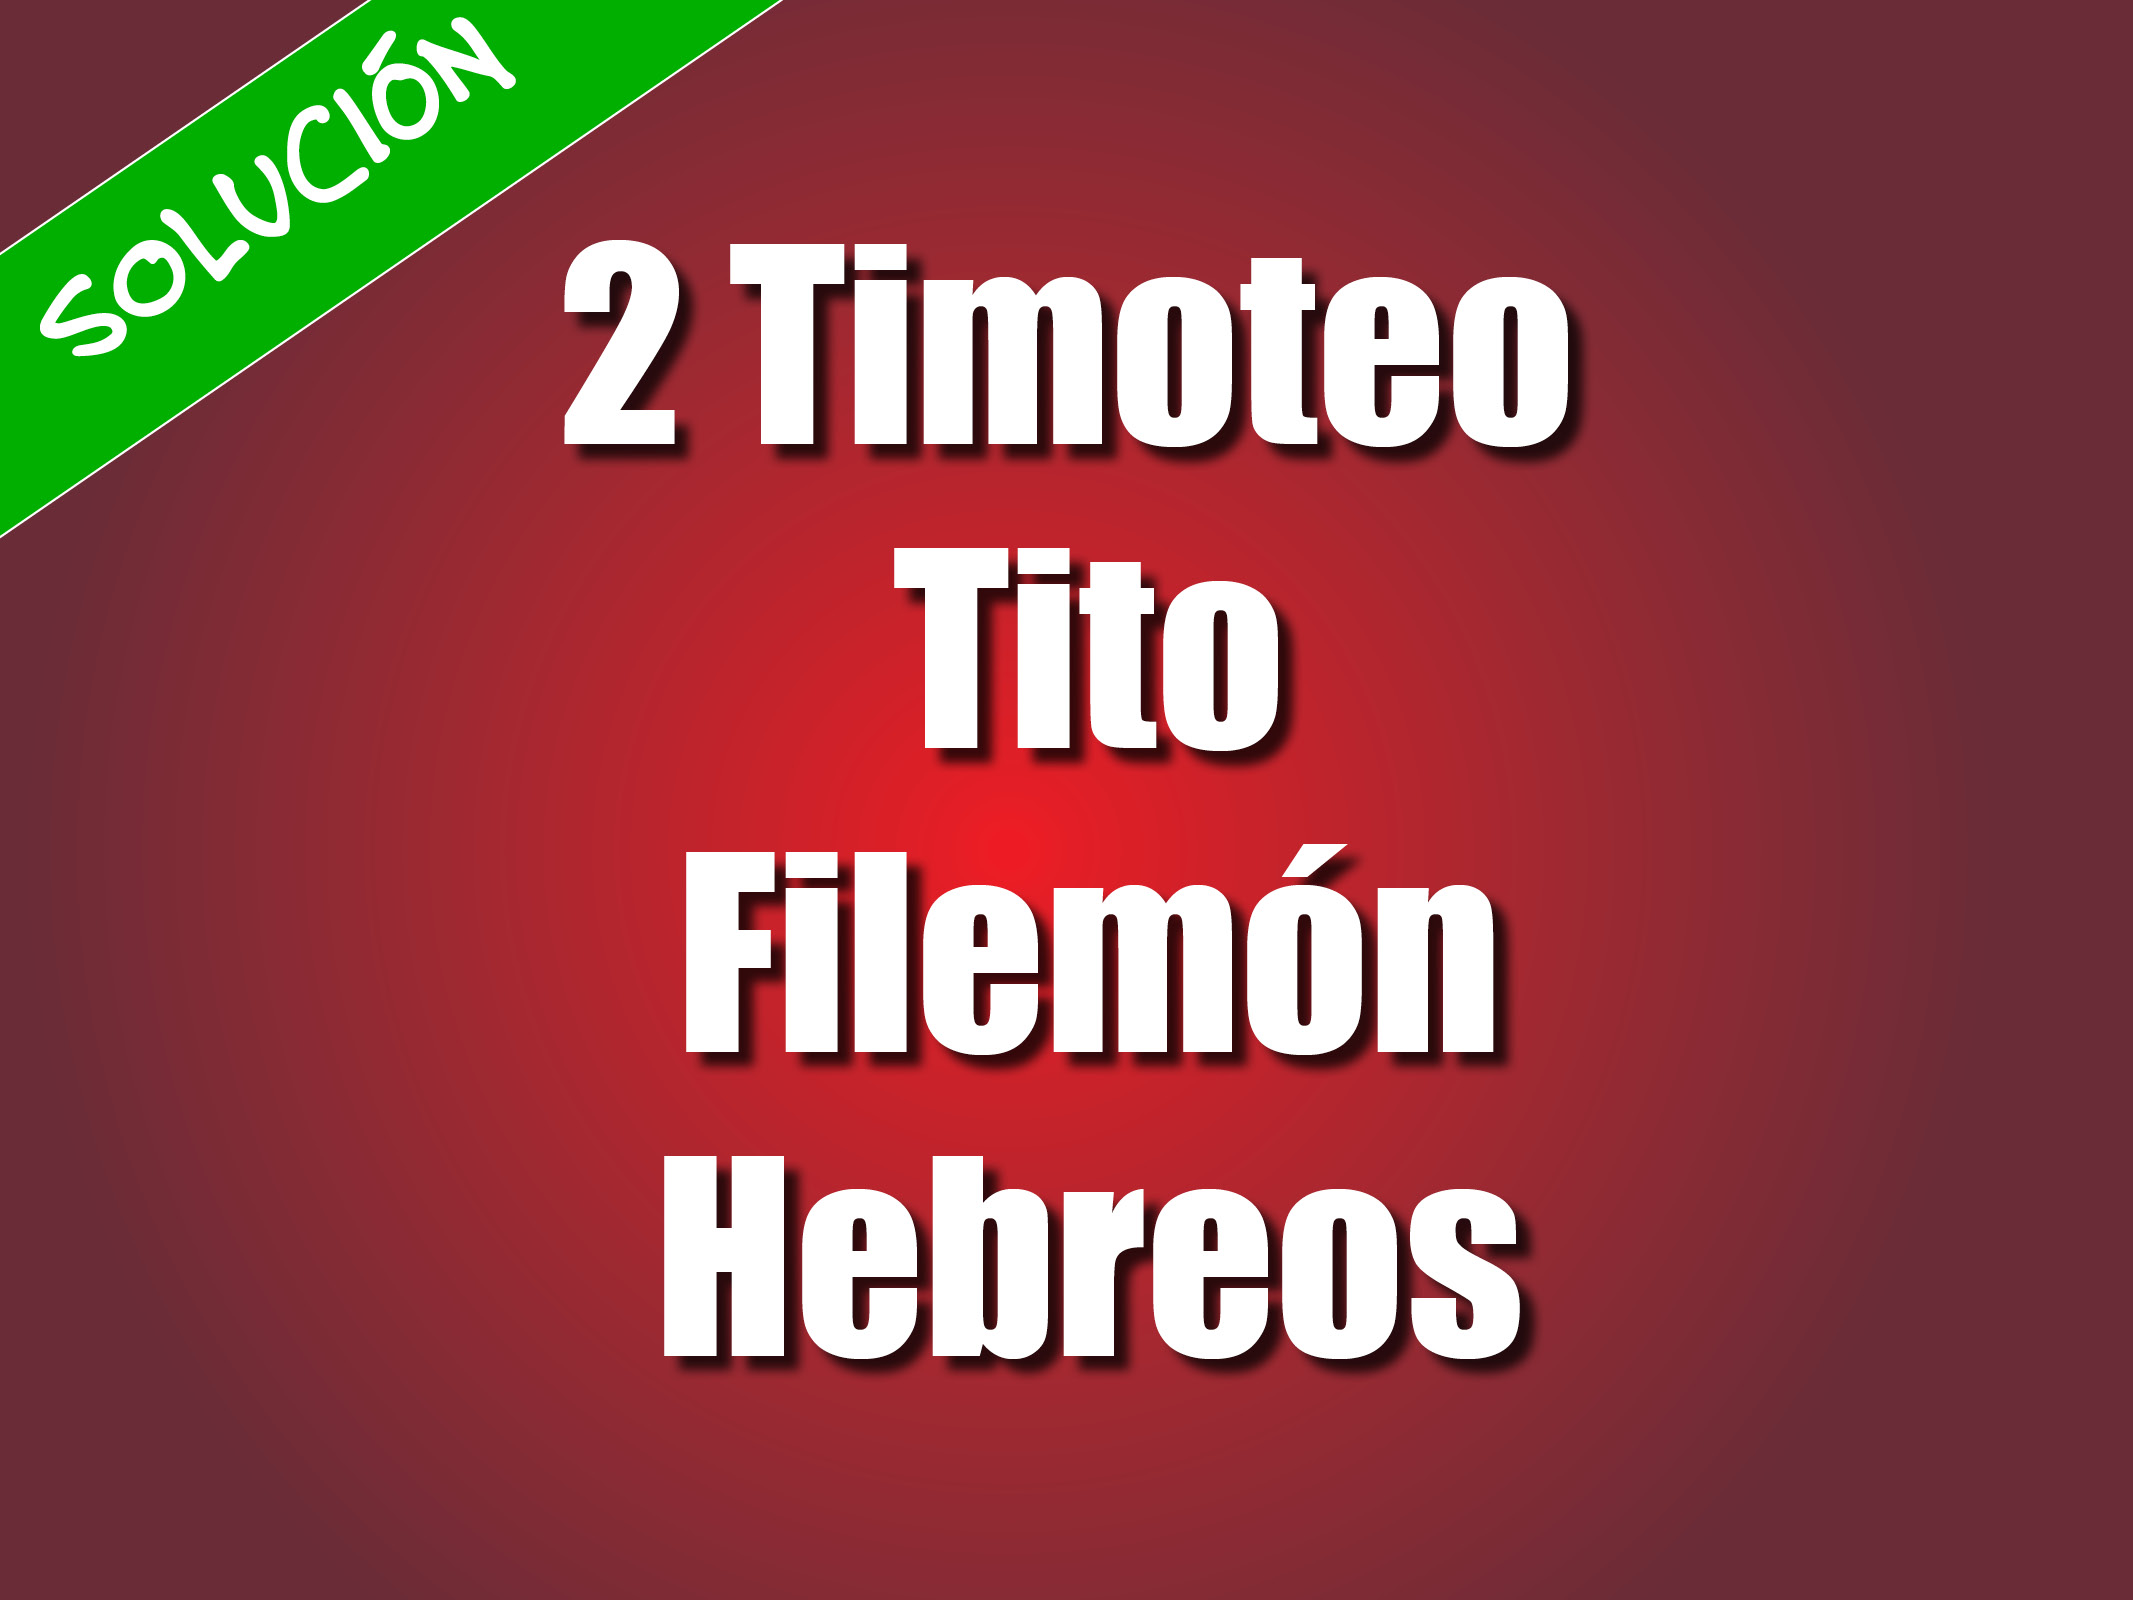 SOLUCIÓN
2 Timoteo
Tito
Filemón
Hebreos